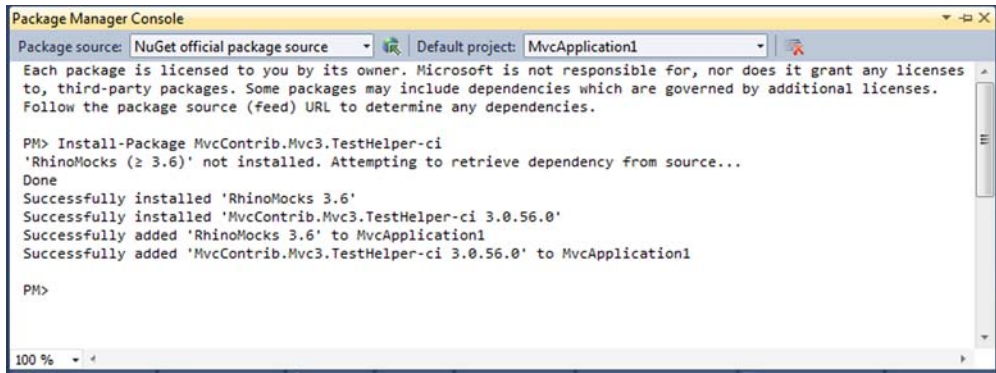 Package Manager Console
Package source: NuGet official package source Default project: MvcApplication1
Each package is licensed to you by its owner. Microsoft is not responsible for, nor does it grant any licenses
to, third-party packages. Some packages may include dependencies which are governed by additional licenses.
Follow the package source (feed) URL to determine any dependencies.
PM> Install-Package MvcContrib.Mvc3.TestHelper-ci
'RhinoMocks (≥ 3.6)' not installed. Attempting to retrieve dependency from source...
Done
Successfully installed 'RhinoMocks 3.6'
Successfully installed 'MvcContrib.Mvc3.TestHelper-ci 3.0.56.0'
Successfully added 'RhinoMocks 3.6' to MvcApplication1
Successfully added 'MvcContrib.Mvc3.TestHelper-ci 3.0.56.0' to MvcApplication1
PM>
100 %